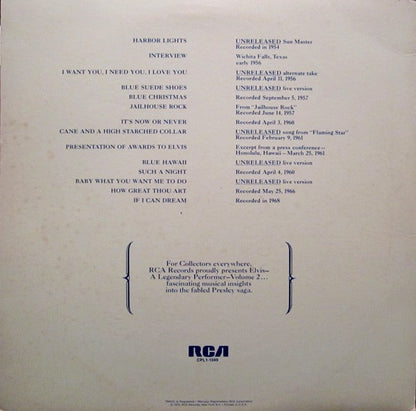 HARBOR LIGHTS UNRELEASED Sun Master
Recorded in 1954
INTERVIEW Wichita Falls, Texas
early 1956
I WANT YOU, I NEED YOU, I LOVE YOU UNRELEASED alternate take
Recorded April 11, 1956
BLUE SUEDE SHOES UNRELEASED live version
BLUE CHRISTMAS Recorded September 5, 1957
JAILHOUSE ROCK From "Jailhouse Rock"
Recorded June 14, 1957
IT'S NOW OR NEVER Recorded April 3, 1960
CANE AND A HIGH STARCHED COLLAR UNRELEASED song from "Flaming Star"
Recorded February 9, 1961
PRESENTATION OF AWARDS TO ELVIS Excerpt from a press conference—
Honolulu, Hawaii—March 25, 1961
BLUE HAWAII UNRELEASED live version
SUCH A NIGHT Recorded April 4, 1960
BABY WHAT YOU WANT ME TO DO UNRELEASED live version
HOW GREAT THOU ART Recorded May 25, 1966
IF I CAN DREAM Recorded in 1968
For Collectors everywhere,
RCA Records proudly presents Elvis—
A Legendary Performer—Volume 2...
fascinating musical insights
into the fabled Presley saga.
RCA
CPL1-1349